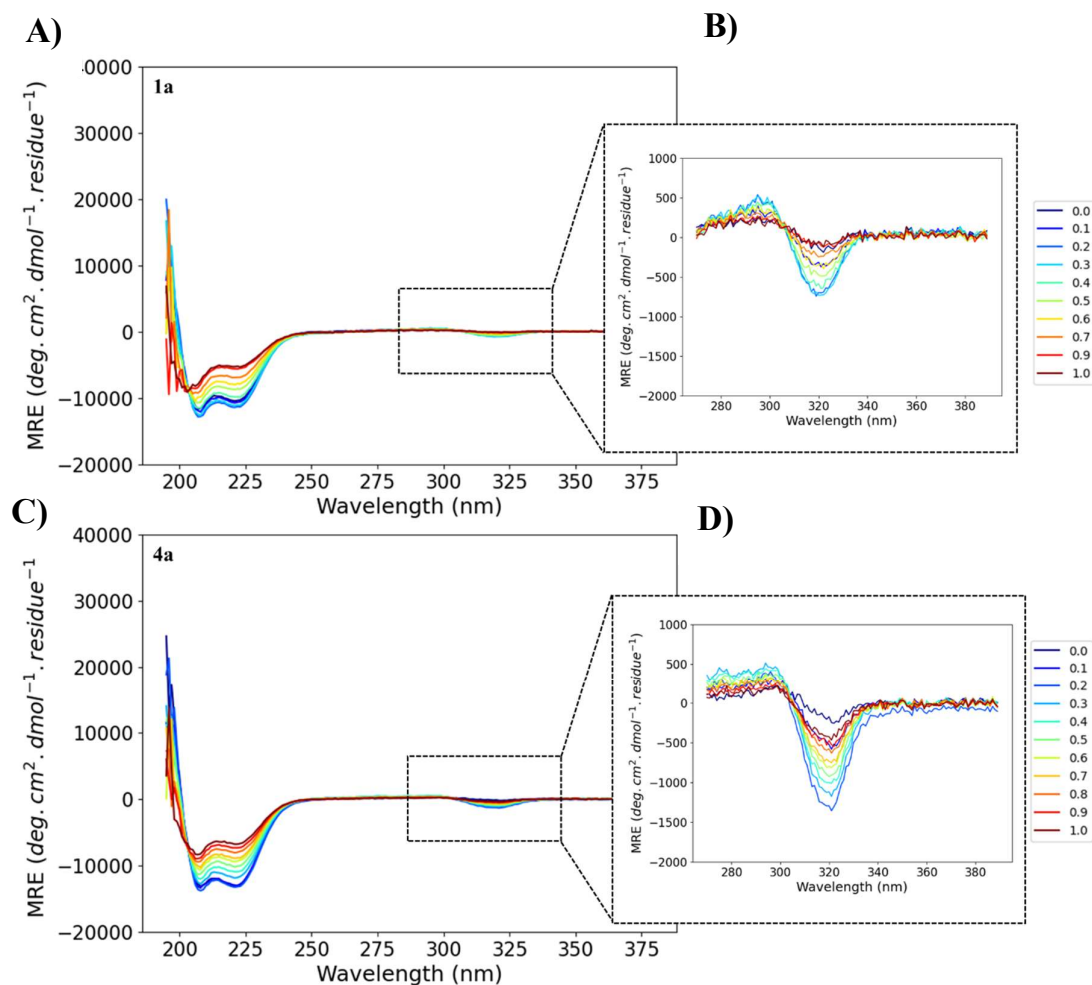 A)
B)
1a
.0000
30000
20000
10000
0
−10000
−20000
MRE (deg. cm². dmol⁻¹. residue⁻¹)
200 225 250 275 300 325 350 375
Wavelength (nm)
1000
500
0
−500
−1000
−1500
−2000
MRE (deg. cm². dmol⁻¹. residue⁻¹)
280 300 320 340 360 380
Wavelength (nm)
0.0
0.1
0.2
0.3
0.4
0.5
0.6
0.7
0.9
1.0
C)
D)
4a
40000
30000
20000
10000
0
−10000
−20000
MRE (deg. cm². dmol⁻¹. residue⁻¹
200 225 250 275 300 325 350 375
Wavelength (nm)
1000
500
0
−500
−1000
−1500
−2000
MRE (deg. cm². dmol⁻¹. residue⁻¹)
280 300 320 340 360 380
Wavelength (nm)
0.0
0.1
0.2
0.3
0.4
0.5
0.6
0.7
0.8
0.9
1.0